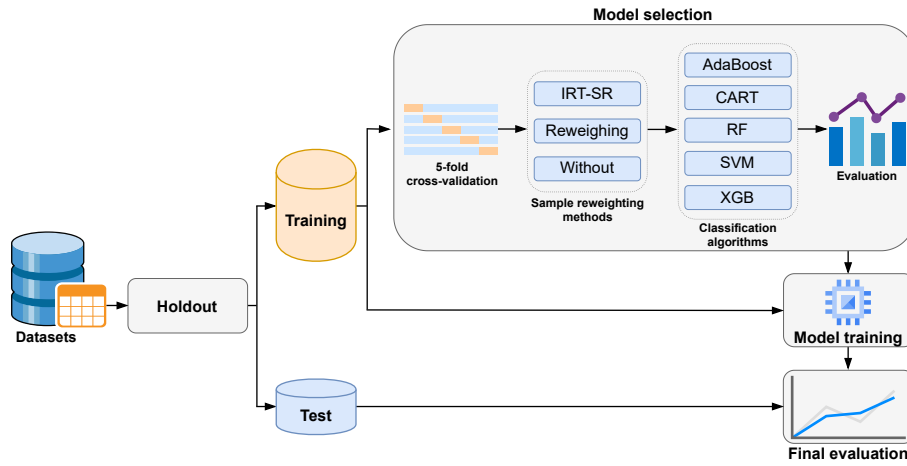 Model selection
5-fold
cross-validation
IRT-SR
Reweighing
Without
Sample reweighting
methods
AdaBoost
CART
RF
SVM
XGB
Classification
algorithms
Evaluation
Training
Datasets
Holdout
Model training
Test
Final evaluation